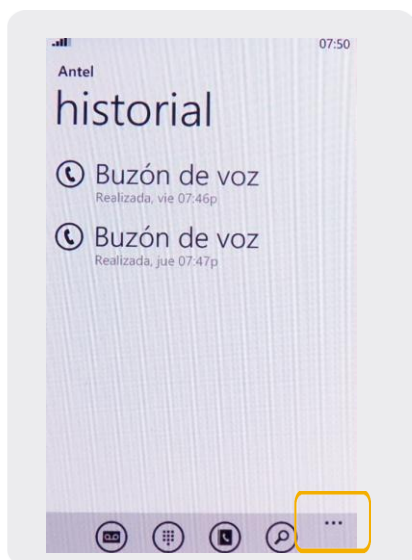 07:50
Antel
historial
Buzón de voz
Realizada, vie 07:46p
Buzón de voz
Realizada, jue 07:47p
...